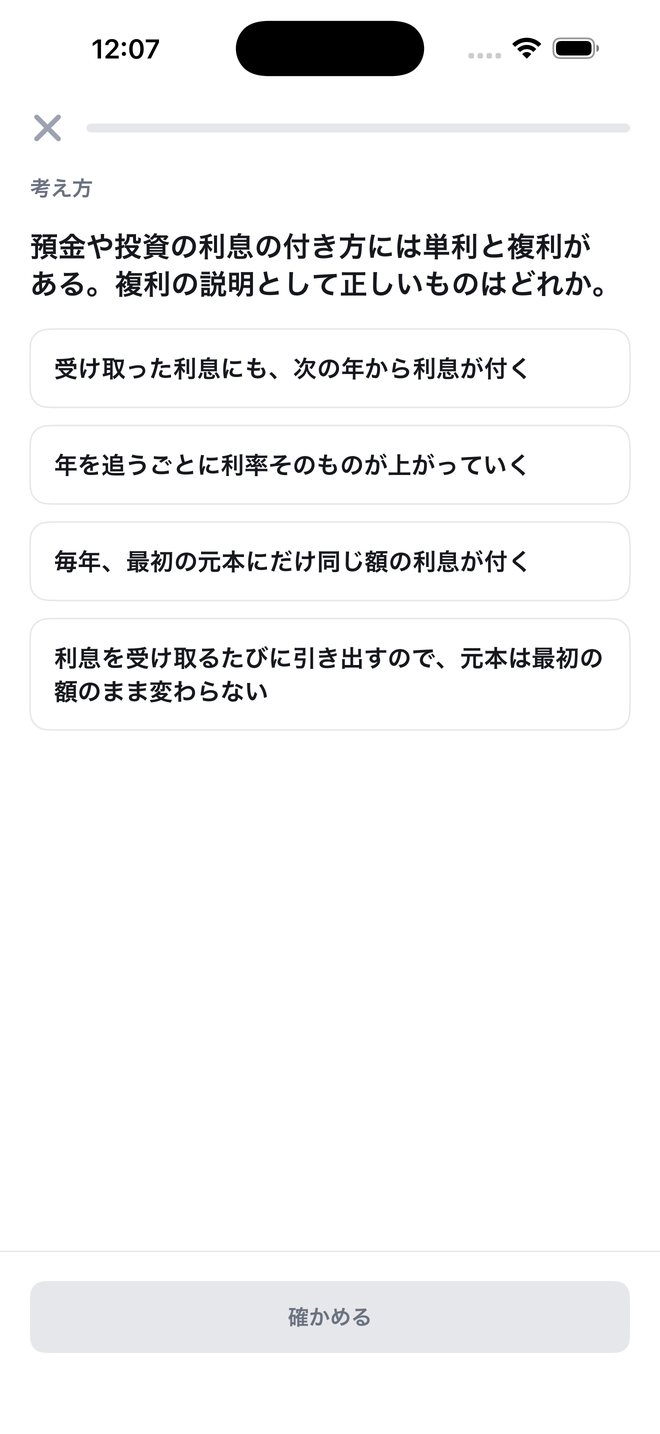 12:07
考え方
預金や投資の利息の付き方には単利と複利が
ある。複利の説明として正しいものはどれか。
受け取った利息にも、次の年から利息が付く
年を追うごとに利率そのものが上がっていく
毎年、最初の元本にだけ同じ額の利息が付く
利息を受け取るたびに引き出すので、元本は最初の
額のまま変わらない
確かめる